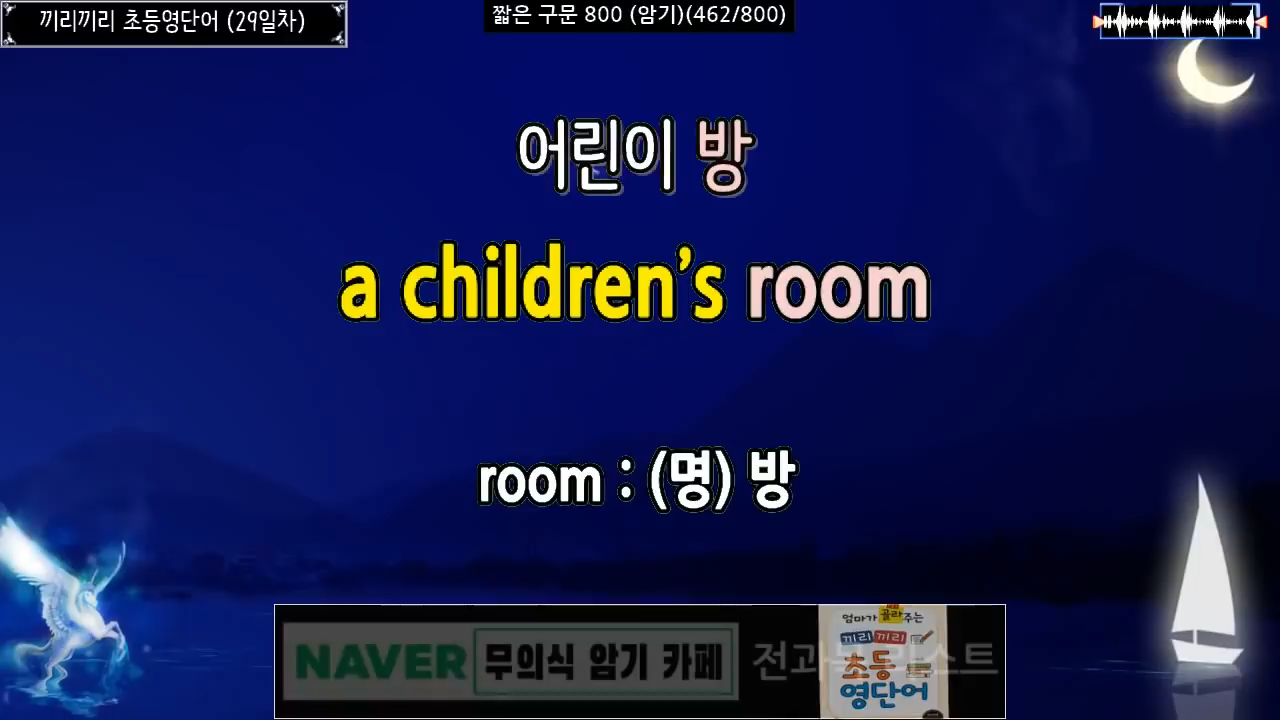 끼리끼리 초등영단어 (29일차)
짧은 구문 800 (암기)(462/800)
어린이 방
a children’s room
room : (명) 방
NAVER 무의식 암기 카페
엄마가 골라주는
끼리끼리
초등
영단어